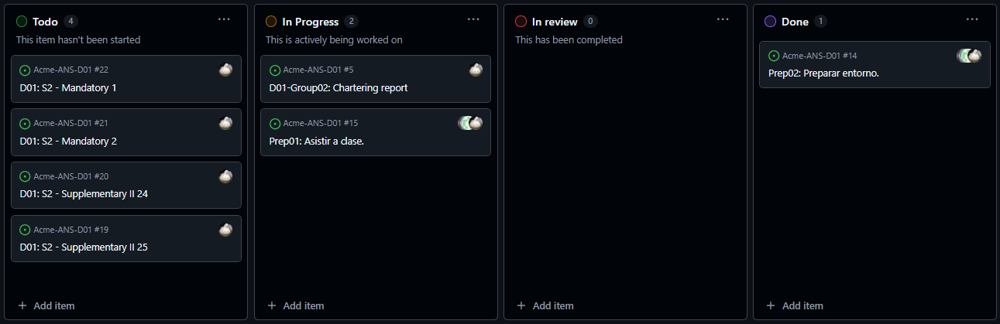 Todo 4
This item hasn't been started
Acme-ANS-D01 #22
D01: S2 - Mandatory 1
Acme-ANS-D01 #21
D01: S2 - Mandatory 2
Acme-ANS-D01 #20
D01: S2 - Supplementary II 24
Acme-ANS-D01 #19
D01: S2 - Supplementary II 25
+ Add item
In Progress 2
This is actively being worked on
Acme-ANS-D01 #5
D01-Group02: Chartering report
Acme-ANS-D01 #15
Prep01: Asistir a clase.
+ Add item
In review 0
This has been completed
+ Add item
Done 1
Acme-ANS-D01 #14
Prep02: Preparar entorno.
+ Add item